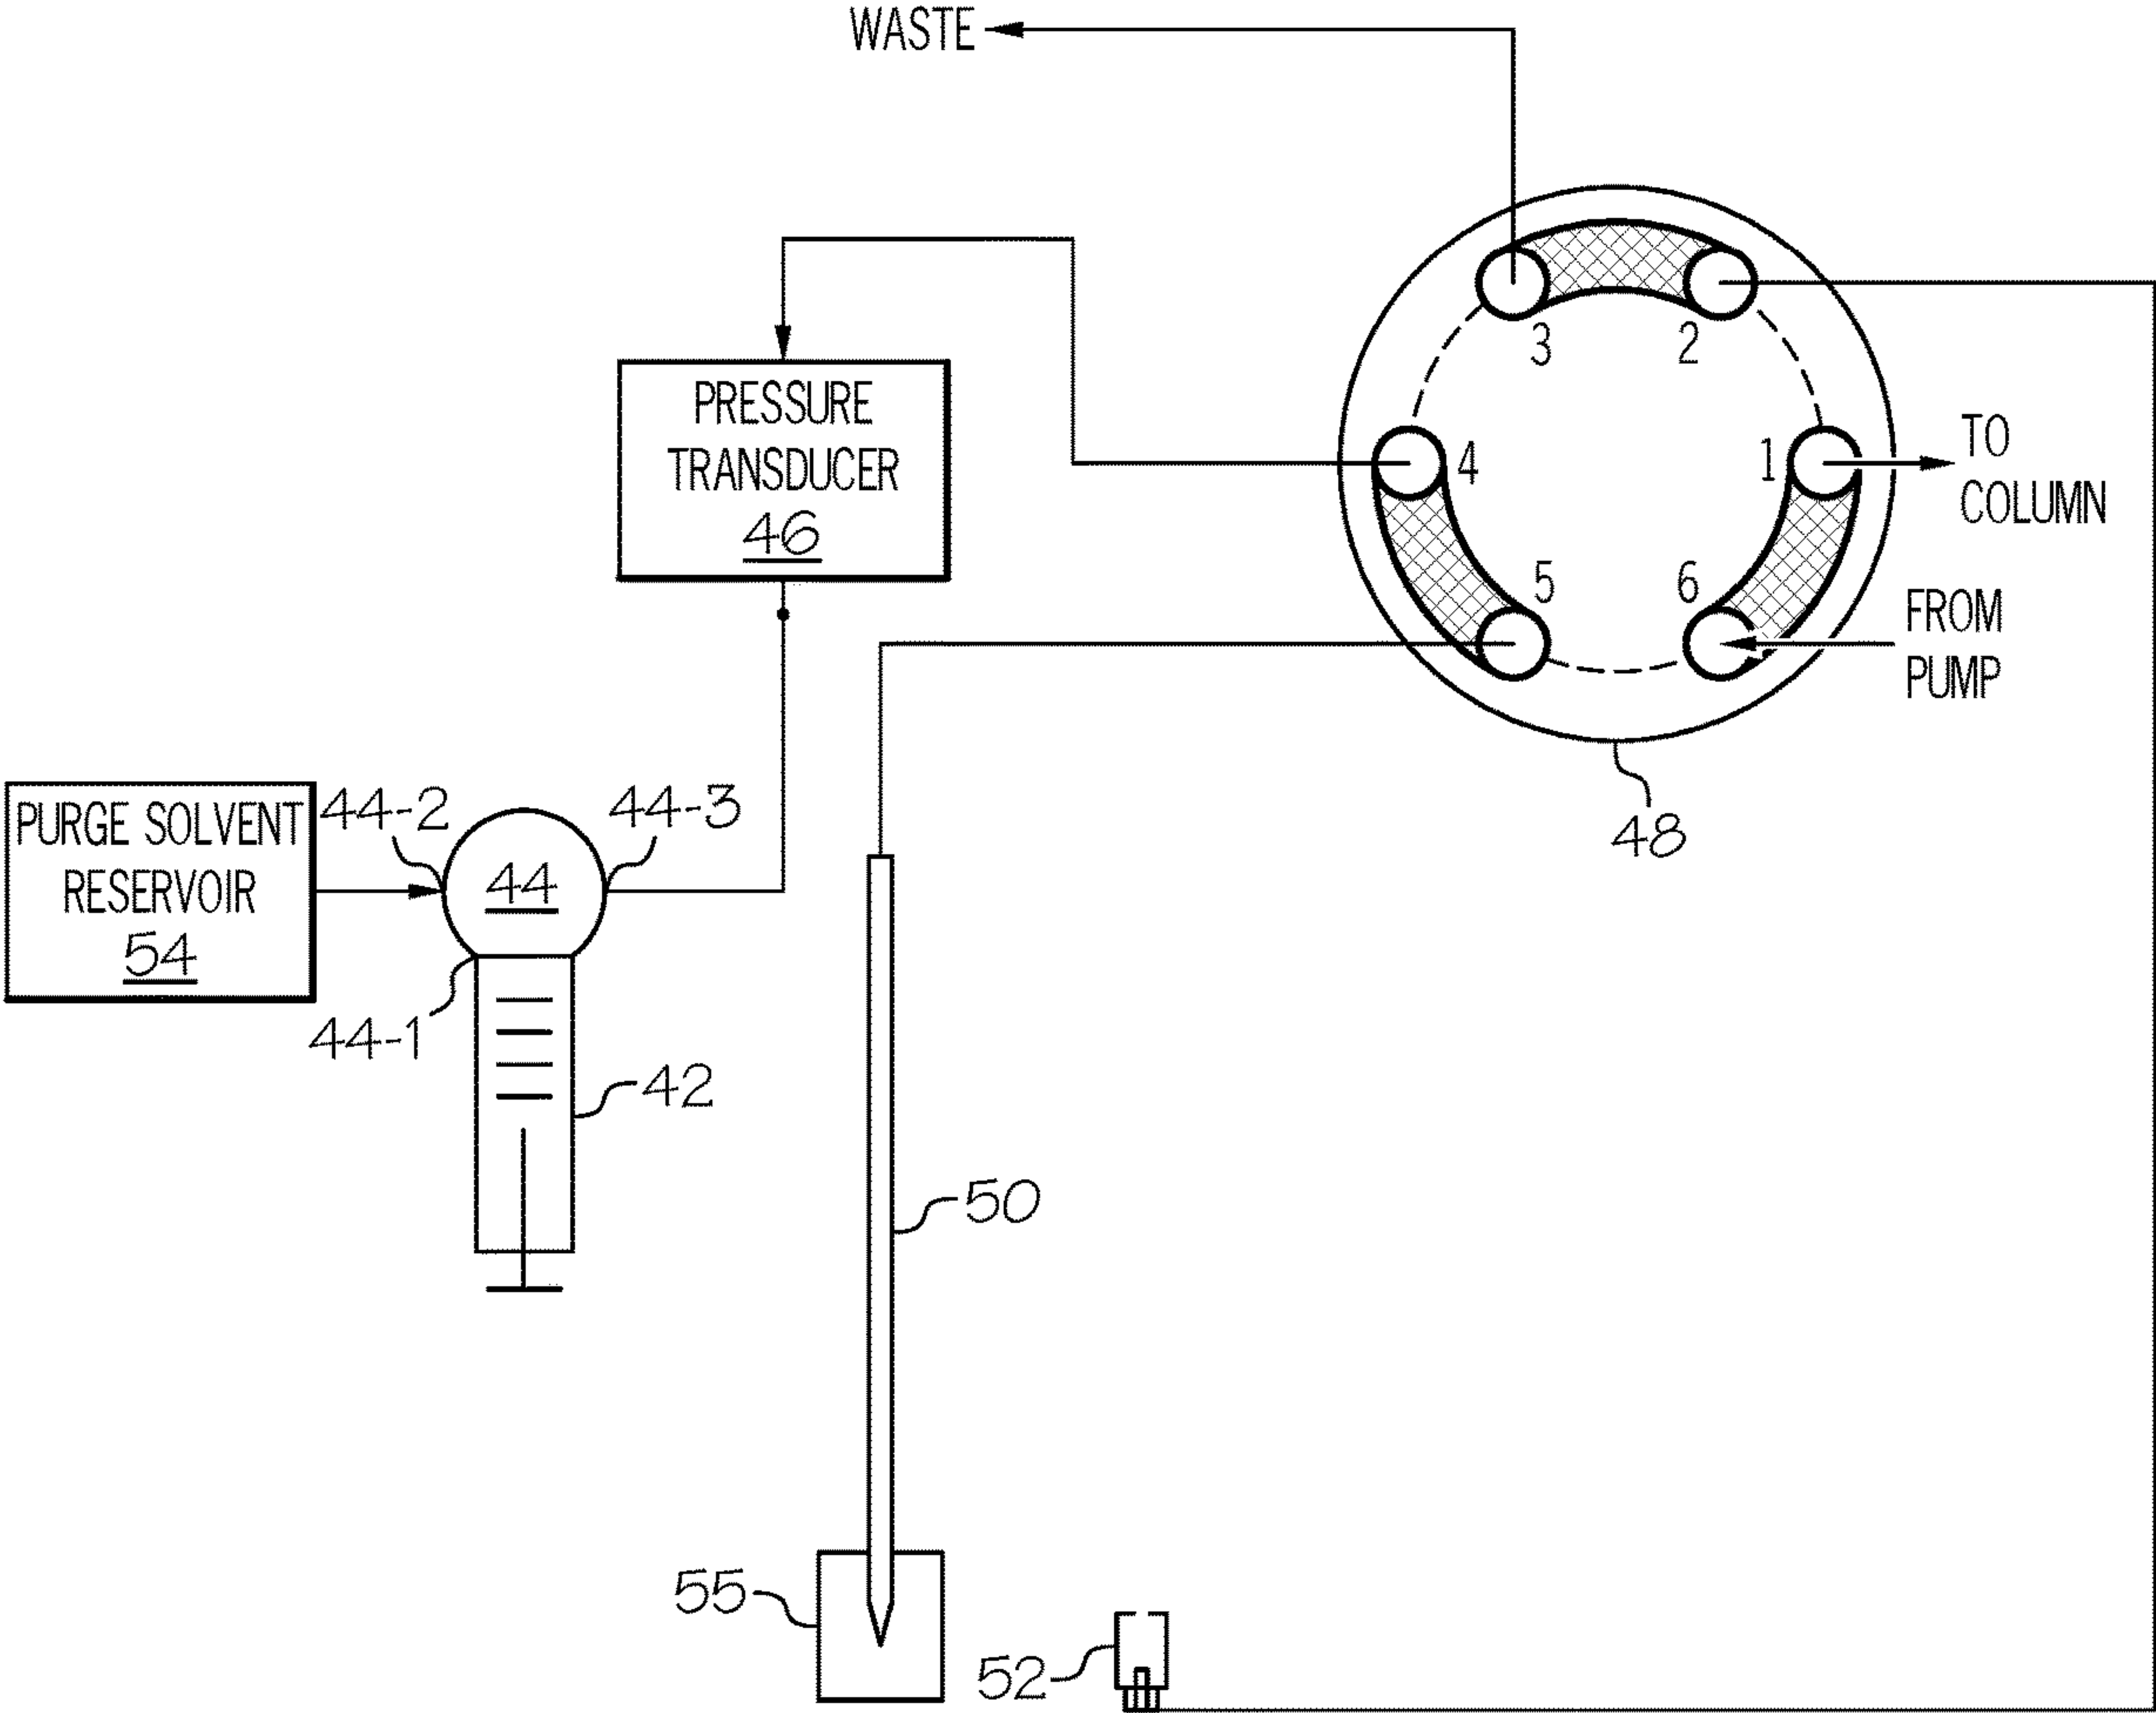 WASTE
3
2
PRESSURE
TRANSDUCER
46
4
1
TO
COLUMN
5
6
FROM
PUMP
PURGE SOLVENT
RESERVOIR
54
44-2
44
44-3
48
44-1
42
50
55
52